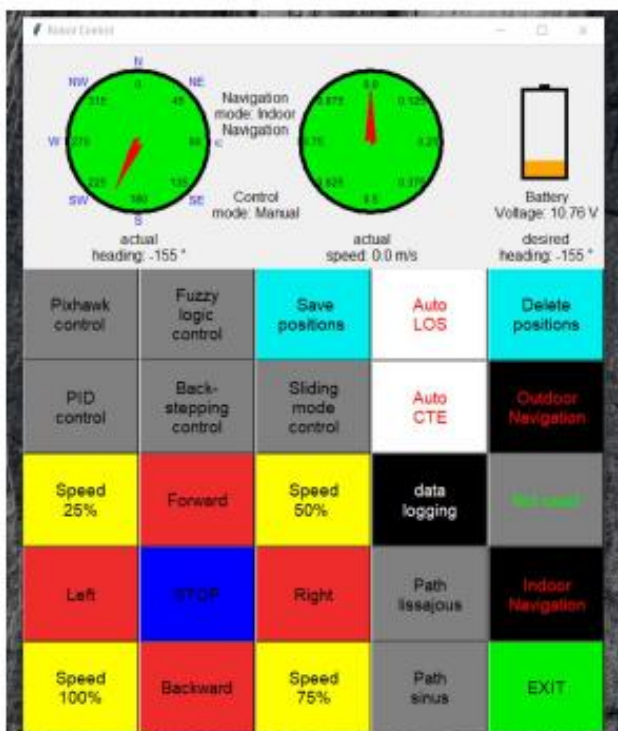 Robot Control
N
NW
NE
0
315
45
W
270
90
225
135
SW
180
SE
S
Navigation
mode: Indoor
Navigation
Control
mode: Manual
0.0
0.875
0.125
0.75
0.25
0.625
0.375
0.5
Battery
Voltage: 10.76 V
actual
heading: -155 °
actual
speed: 0.0 m/s
desired
heading: -155 °
Pixhawk
control
Fuzzy
logic
control
Save
positions
Auto
LOS
Delete
positions
PID
control
Back-
stepping
control
Sliding
mode
control
Auto
CTE
Outdoor
Navigation
Speed
25%
Forward
Speed
50%
data
logging
Left
STOP
Right
Path
lissajous
Indoor
Navigation
Speed
100%
Backward
Speed
75%
Path
sinus
EXIT